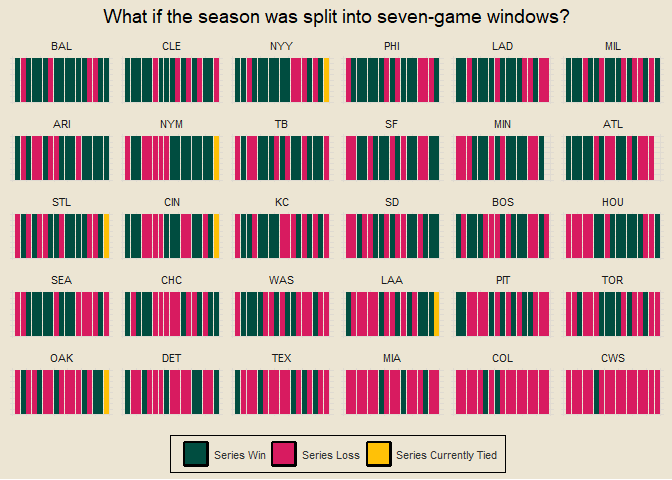 What if the season was split into seven-game windows?
BAL CLE NYY PHI LAD MIL
ARI NYM TB SF MIN ATL
STL CIN KC SD BOS HOU
SEA CHC WAS LAA PIT TOR
OAK DET TEX MIA COL CWS
Series Win Series Loss Series Currently Tied